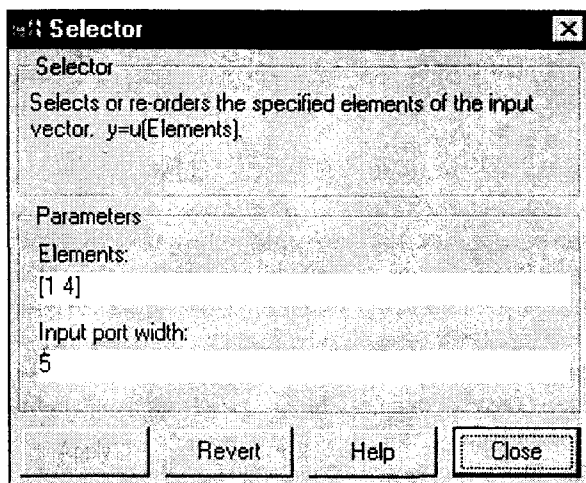 Selector
Selector
Selects or re-orders the specified elements of the input
vector. y=u(Elements).
Parameters
Elements:
[1 4]
Input port width:
5
Apply
Revert
Help
Close